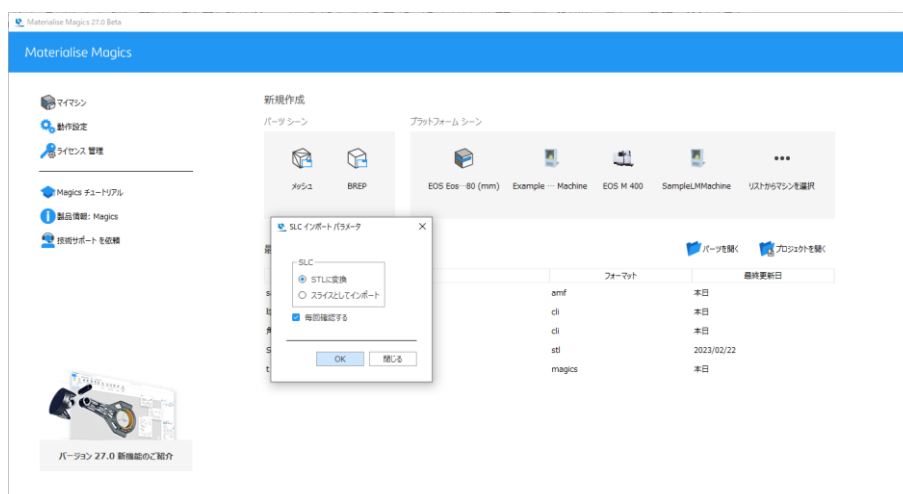 Materialise Magics 27.0 Beta
Materialise Magics
マイマシン
動作設定
ライセンス 管理
Magics チュートリアル
製品情報: Magics
技術サポート を依頼
バージョン 27.0 新機能のご紹介
新規作成
パーツ シーン
プラットフォーム シーン
メッシュ
BREP
EOS Eos···80 (mm)
Example ··· Machine
EOS M 400
SampleLMMachine
リストからマシンを選択
パーツを開く
プロジェクトを開く
フォーマット
最終更新日
amf
本日
cli
本日
cli
本日
stl
2023/02/22
magics
本日
SLC インポート パラメータ
SLC
STLに変換
スライスとしてインポート
毎回確認する
OK
閉じる